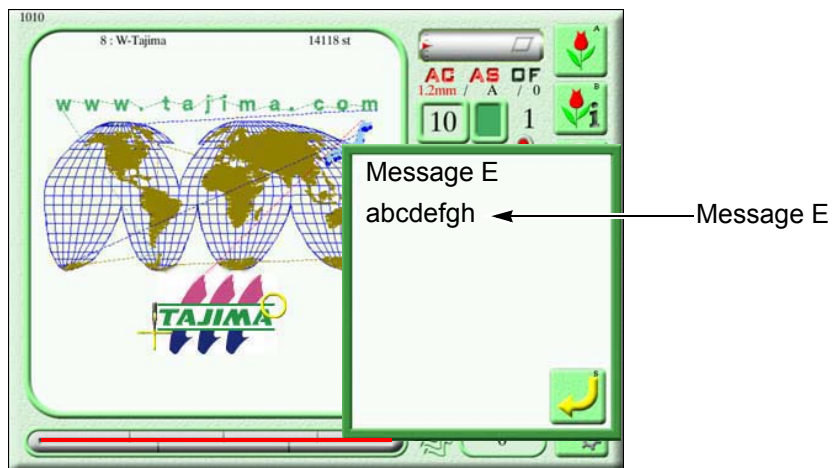 1010
8 : W-Tajima 14118 st
www.tajima.com
TAJIMA
AC AS OF
1.2mm / A / 0
10 1
A
B
i
Message E
abcdefgh
Message E
S